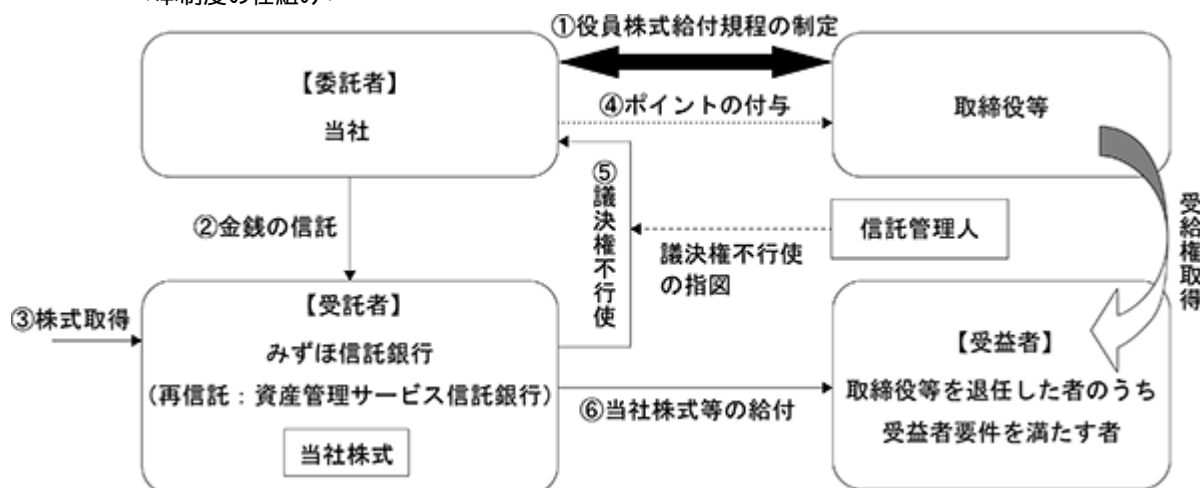 ①役員株式給付規程の制定
【委託者】
当社
④ポイントの付与
取締役等
②金銭の信託
⑤議決権不行使
議決権不行使
の指図
信託管理人
受給権取得
③株式取得
【受託者】
みずほ信託銀行
(再信託:資産管理サービス信託銀行)
当社株式
⑥当社株式等の給付
【受益者】
取締役等を退任した者のうち
受益者要件を満たす者